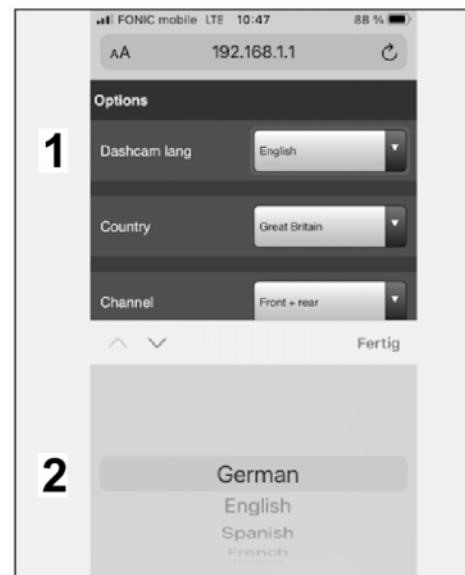 FONIC mobile LTE 10:47 88 %
AA 192.168.1.1
Options
1 Dashcam lang English
Country Great Britain
Channel Front + rear
Fertig
2 German
English
Spanish
French